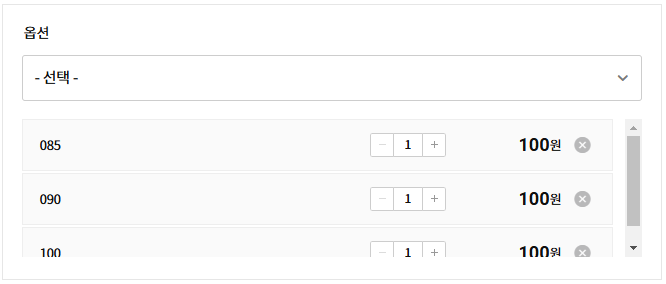 옵션
- 선택 -
085 − 1 + 100원
090 − 1 + 100원
100 − 1 + 100원